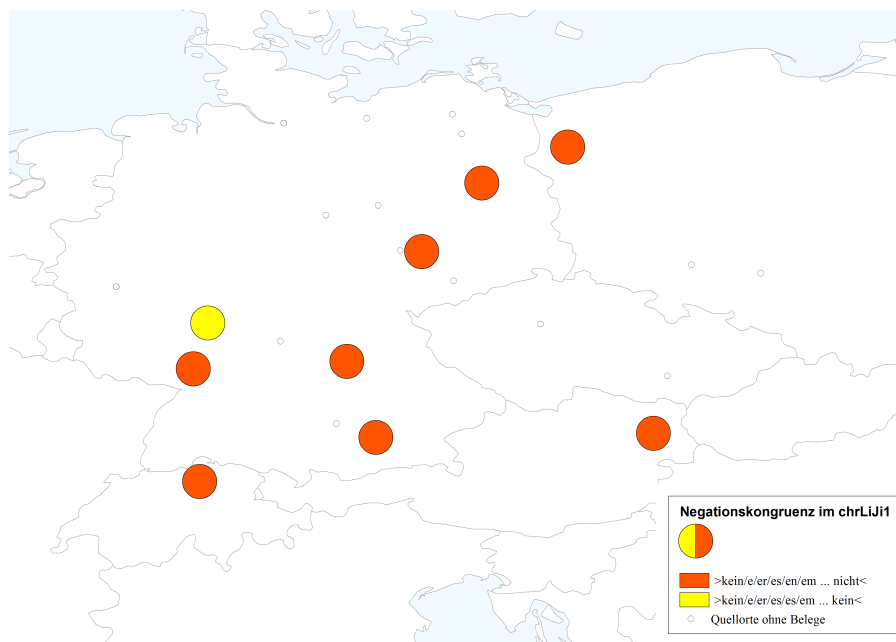 Negationskongruenz im chrLiJi1
>kein/e/er/es/en/em ... nicht<
>kein/e/er/es/es/em ... kein<
Quellorte ohne Belege